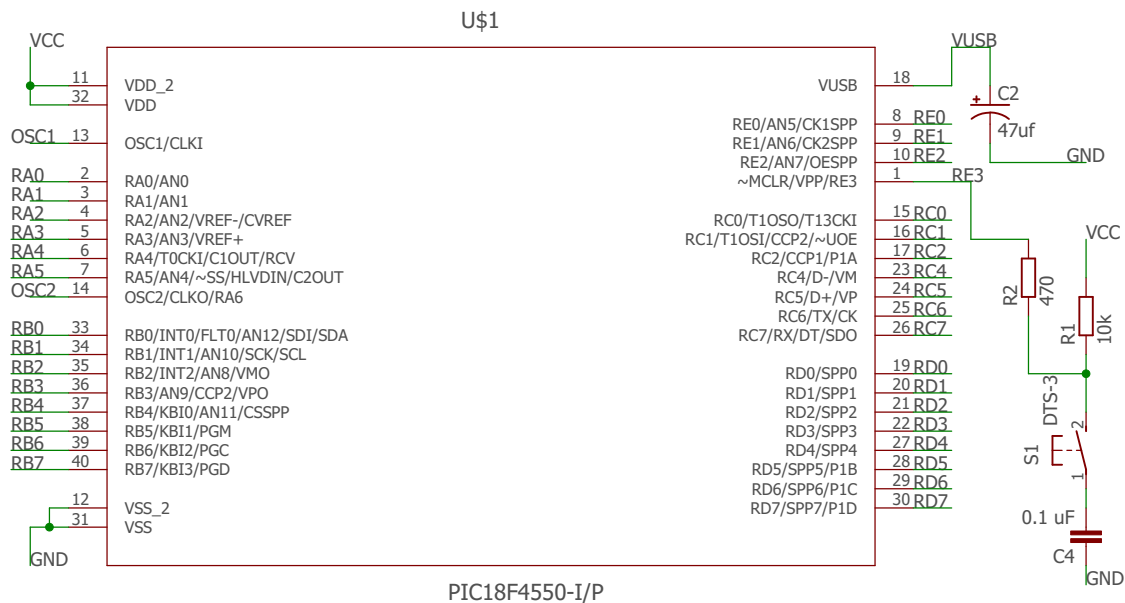 U$1
VCC
11 VDD_2
32 VDD
OSC1 13 OSC1/CLKI
RA0 2 RA0/AN0
RA1 3 RA1/AN1
RA2 4 RA2/AN2/VREF-/CVREF
RA3 5 RA3/AN3/VREF+
RA4 6 RA4/T0CKI/C1OUT/RCV
RA5 7 RA5/AN4/~SS/HLVDIN/C2OUT
OSC2 14 OSC2/CLKO/RA6
RB0 33 RB0/INT0/FLT0/AN12/SDI/SDA
RB1 34 RB1/INT1/AN10/SCK/SCL
RB2 35 RB2/INT2/AN8/VMO
RB3 36 RB3/AN9/CCP2/VPO
RB4 37 RB4/KBI0/AN11/CSSPP
RB5 38 RB5/KBI1/PGM
RB6 39 RB6/KBI2/PGC
RB7 40 RB7/KBI3/PGD
12 VSS_2
31 VSS
GND
VUSB 18 VUSB
RE0/AN5/CK1SPP 8 RE0
RE1/AN6/CK2SPP 9 RE1
RE2/AN7/OESPP 10 RE2
~MCLR/VPP/RE3 1 RE3
RC0/T1OSO/T13CKI 15 RC0
RC1/T1OSI/CCP2/~UOE 16 RC1
RC2/CCP1/P1A 17 RC2
RC4/D-/VM 23 RC4
RC5/D+/VP 24 RC5
RC6/TX/CK 25 RC6
RC7/RX/DT/SDO 26 RC7
RD0/SPP0 19 RD0
RD1/SPP1 20 RD1
RD2/SPP2 21 RD2
RD3/SPP3 22 RD3
RD4/SPP4 27 RD4
RD5/SPP5/P1B 28 RD5
RD6/SPP6/P1C 29 RD6
RD7/SPP7/P1D 30 RD7
+ C2
47uf
GND
VCC
R2
470
R1
10k
DTS-3
S1
2
1
0.1 uF
C4
GND
PIC18F4550-I/P